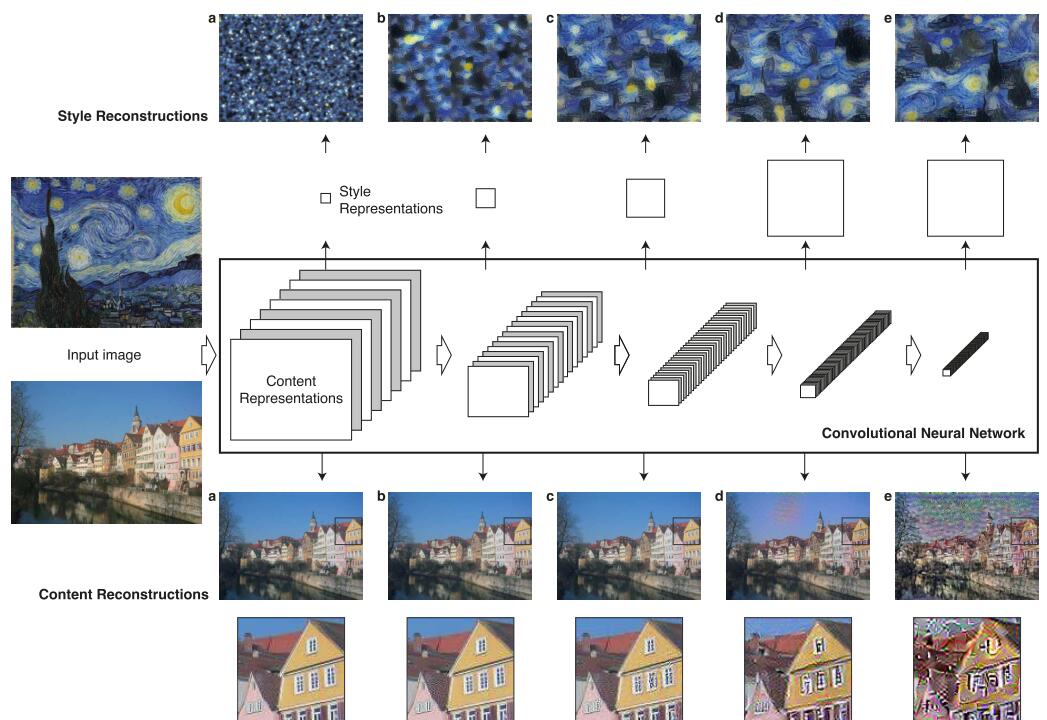 a
b
c
d
e
Style Reconstructions
Style
Representations
Input image
Content
Representations
Convolutional Neural Network
a
b
c
d
e
Content Reconstructions